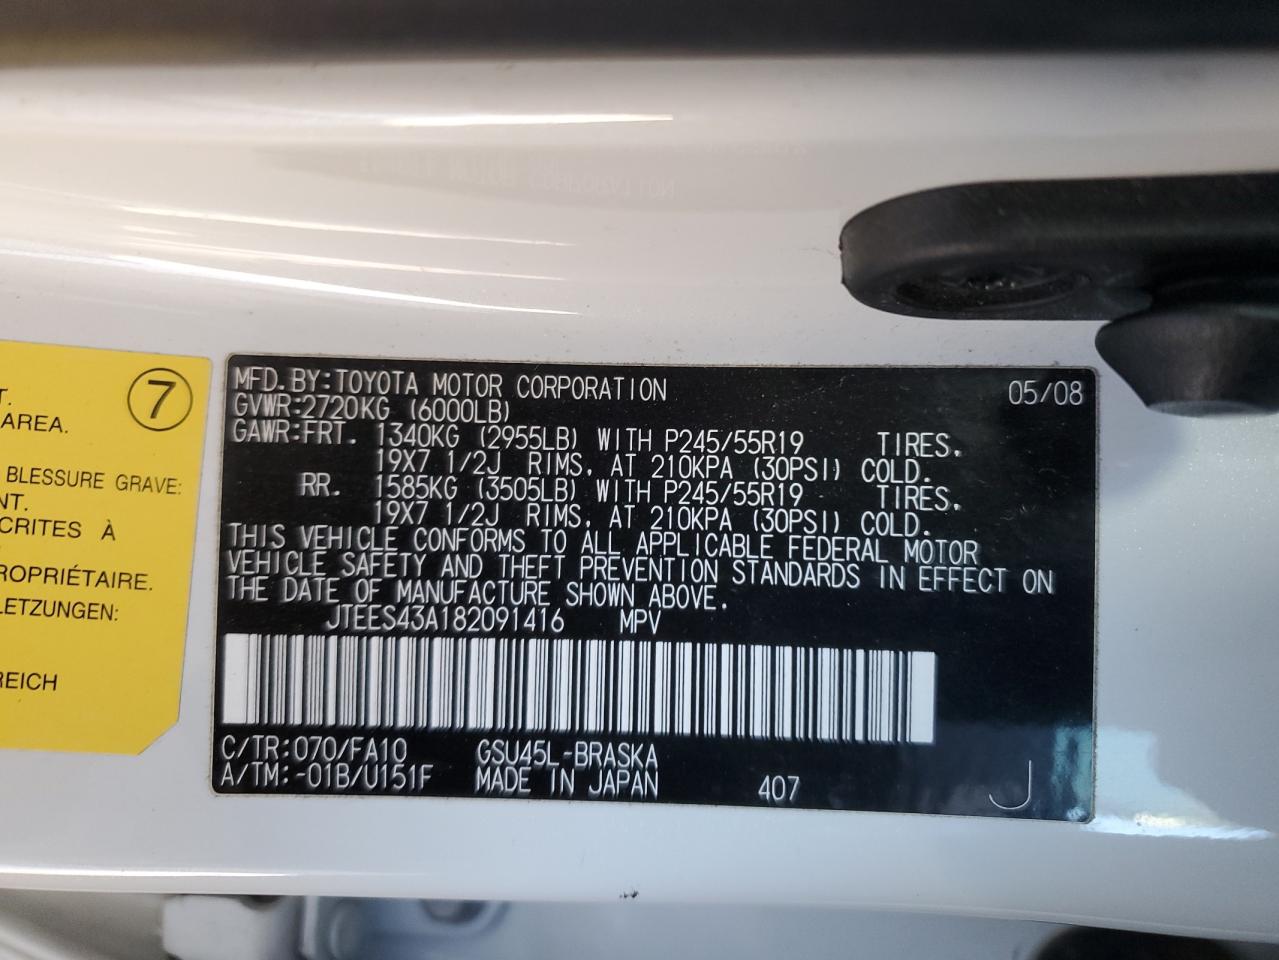 7
T.
AREA.
BLESSURE GRAVE:
NT.
CRITES À
ROPRIÉTAIRE.
LETZUNGEN:
REICH
MFD.BY:TOYOTA MOTOR CORPORATION 05/08
GVWR:2720KG (6000LB)
GAWR:FRT. 1340KG (2955LB) WITH P245/55R19 TIRES.
19X7 1/2J RIMS, AT 210KPA (30PSI) COLD.
RR. 1585KG (3505LB) WITH P245/55R19 TIRES.
19X7 1/2J RIMS, AT 210KPA (30PSI) COLD.
THIS VEHICLE CONFORMS TO ALL APPLICABLE FEDERAL MOTOR
VEHICLE SAFETY AND THEFT PREVENTION STANDARDS IN EFFECT ON
THE DATE OF MANUFACTURE SHOWN ABOVE.
JTEES43A182091416 MPV
C/TR:070/FA10 GSU45L-BRASKA
A/TM:-01B/U151F MADE IN JAPAN 407 J